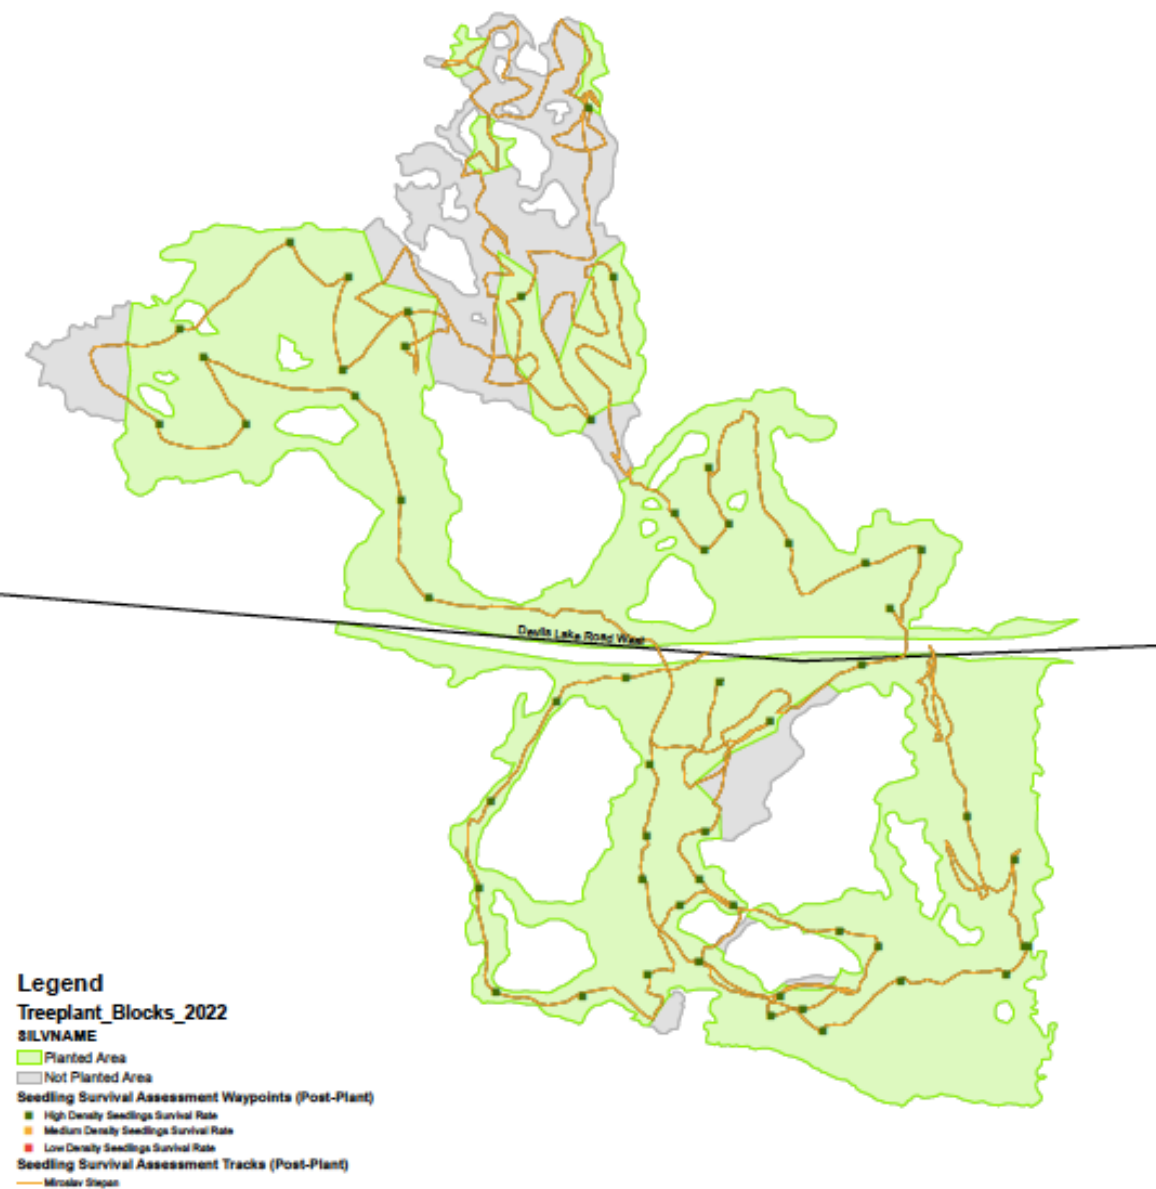 Devils Lake Road West
Legend
Treeplant_Blocks_2022
SILVNAME
Planted Area
Not Planted Area
Seedling Survival Assessment Waypoints (Post-Plant)
High Density Seedlings Survival Rate
Medium Density Seedlings Survival Rate
Low Density Seedlings Survival Rate
Seedling Survival Assessment Tracks (Post-Plant)
Miroslav Stepan